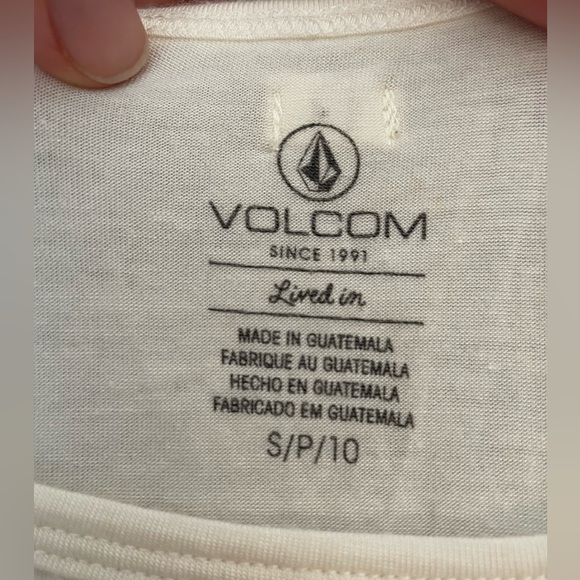 VOLCOM
SINCE 1991
Lived in
MADE IN GUATEMALA
FABRIQUE AU GUATEMALA
HECHO EN GUATEMALA
FABRICADO EM GUATEMALA
S/P/10